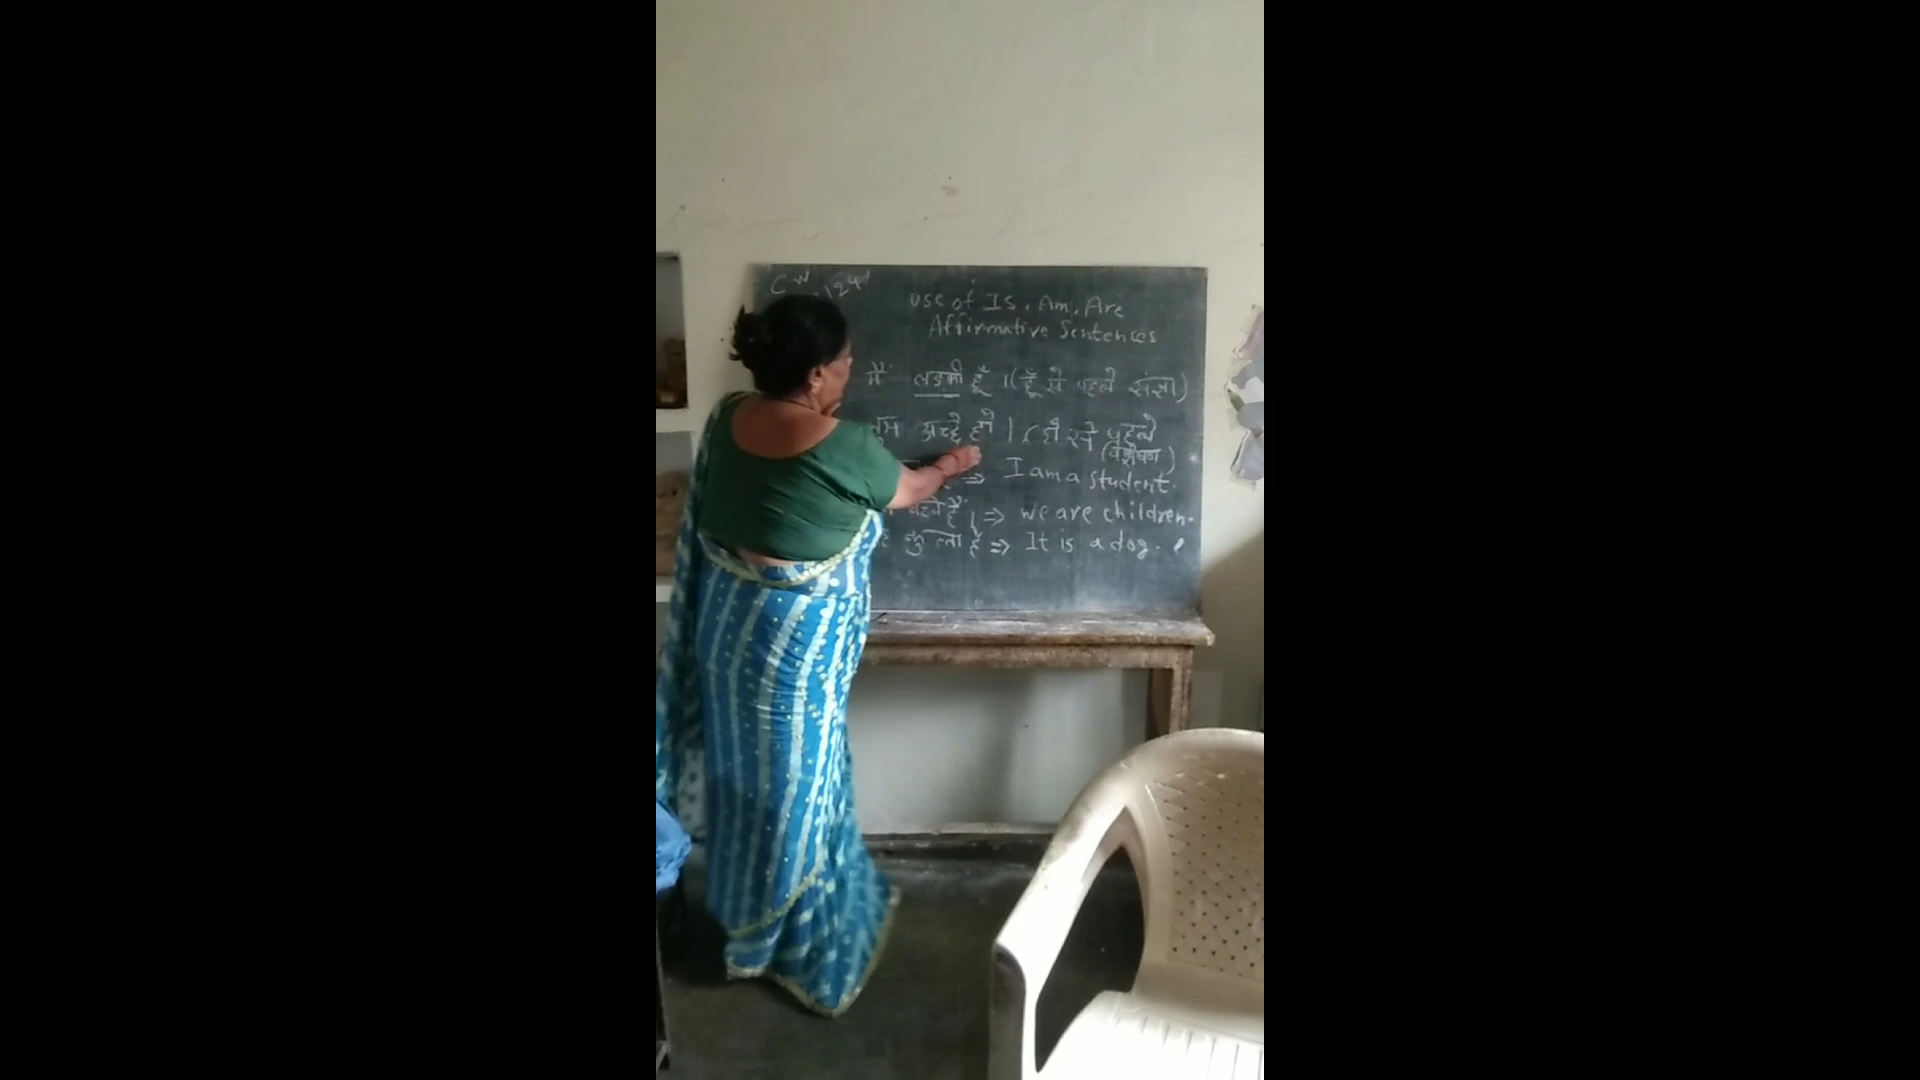 C W
use of Is, Am, Are
Affirmative Sentences
मैं लड़की हूँ । (हूँ से पहले संज्ञा)
तुम अच्छे हो । ( हो से पहले
⇒ I am a student.
हैं । ⇒ we are children.
कुत्ता है ⇒ It is a dog.